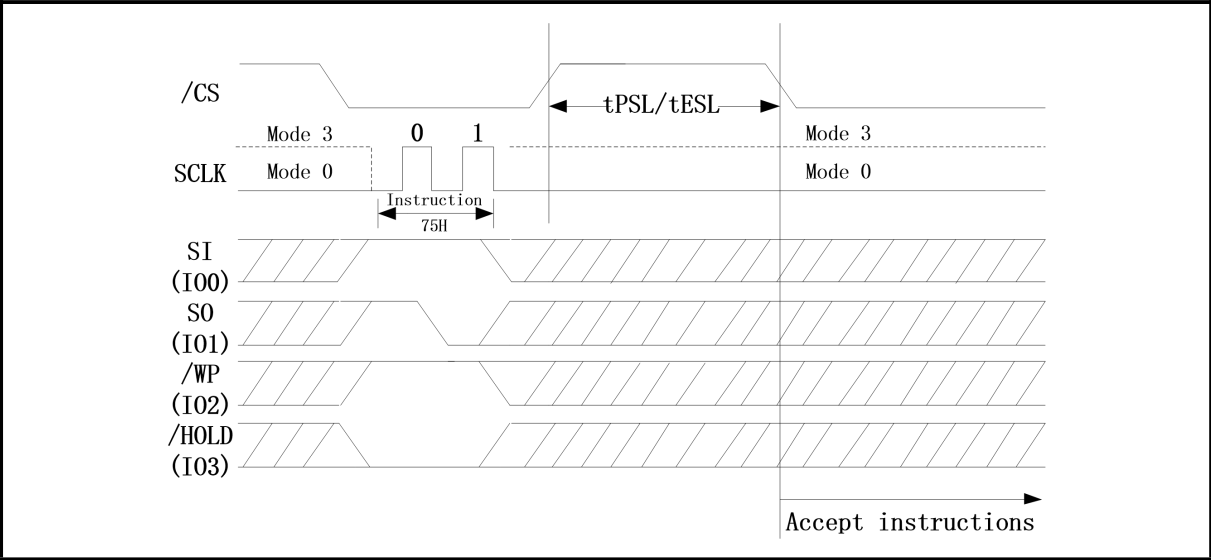 /CS
tPSL/tESL
Mode 3
0
1
Mode 3
SCLK
Mode 0
Mode 0
Instruction
75H
SI
(IO0)
SO
(IO1)
/WP
(IO2)
/HOLD
(IO3)
Accept instructions